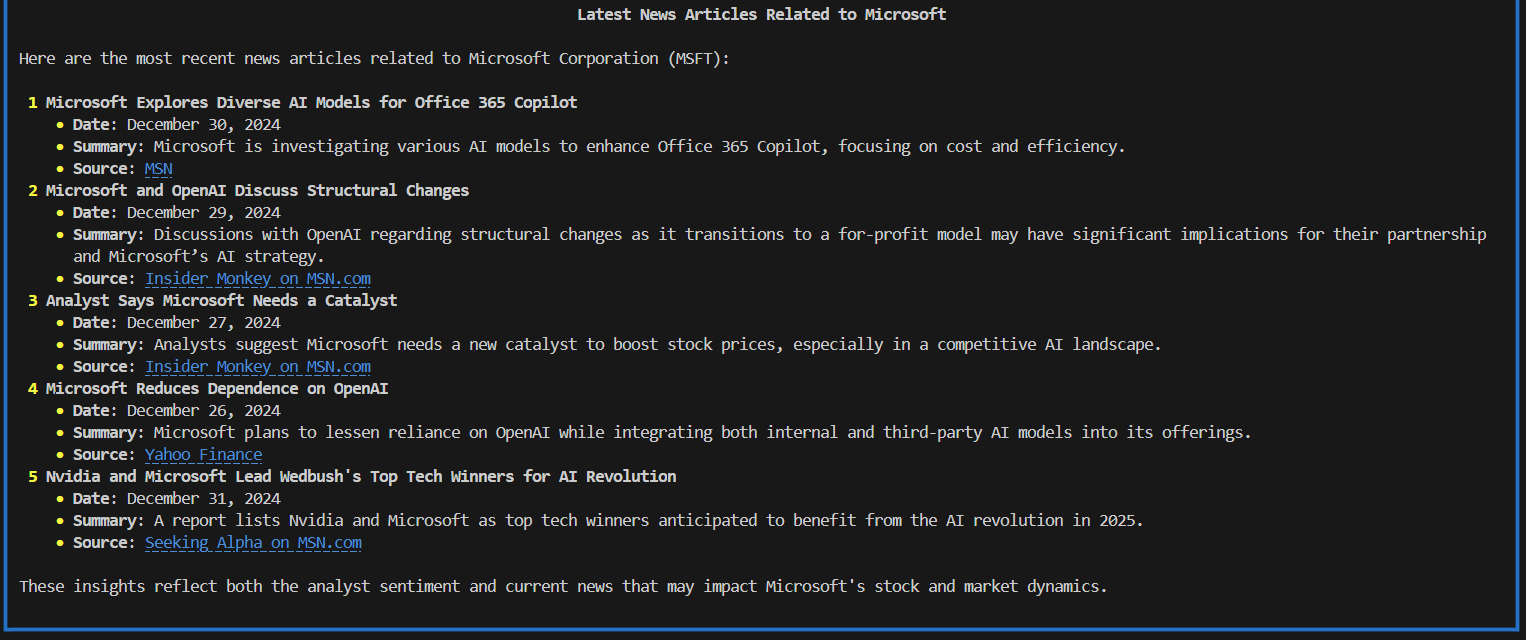 Latest News Articles Related to Microsoft
Here are the most recent news articles related to Microsoft Corporation (MSFT):
1 Microsoft Explores Diverse AI Models for Office 365 Copilot
• Date: December 30, 2024
• Summary: Microsoft is investigating various AI models to enhance Office 365 Copilot, focusing on cost and efficiency.
• Source: MSN
2 Microsoft and OpenAI Discuss Structural Changes
• Date: December 29, 2024
• Summary: Discussions with OpenAI regarding structural changes as it transitions to a for-profit model may have significant implications for their partnership
and Microsoft’s AI strategy.
• Source: Insider Monkey on MSN.com
3 Analyst Says Microsoft Needs a Catalyst
• Date: December 27, 2024
• Summary: Analysts suggest Microsoft needs a new catalyst to boost stock prices, especially in a competitive AI landscape.
• Source: Insider Monkey on MSN.com
4 Microsoft Reduces Dependence on OpenAI
• Date: December 26, 2024
• Summary: Microsoft plans to lessen reliance on OpenAI while integrating both internal and third-party AI models into its offerings.
• Source: Yahoo Finance
5 Nvidia and Microsoft Lead Wedbush's Top Tech Winners for AI Revolution
• Date: December 31, 2024
• Summary: A report lists Nvidia and Microsoft as top tech winners anticipated to benefit from the AI revolution in 2025.
• Source: Seeking Alpha on MSN.com
These insights reflect both the analyst sentiment and current news that may impact Microsoft's stock and market dynamics.